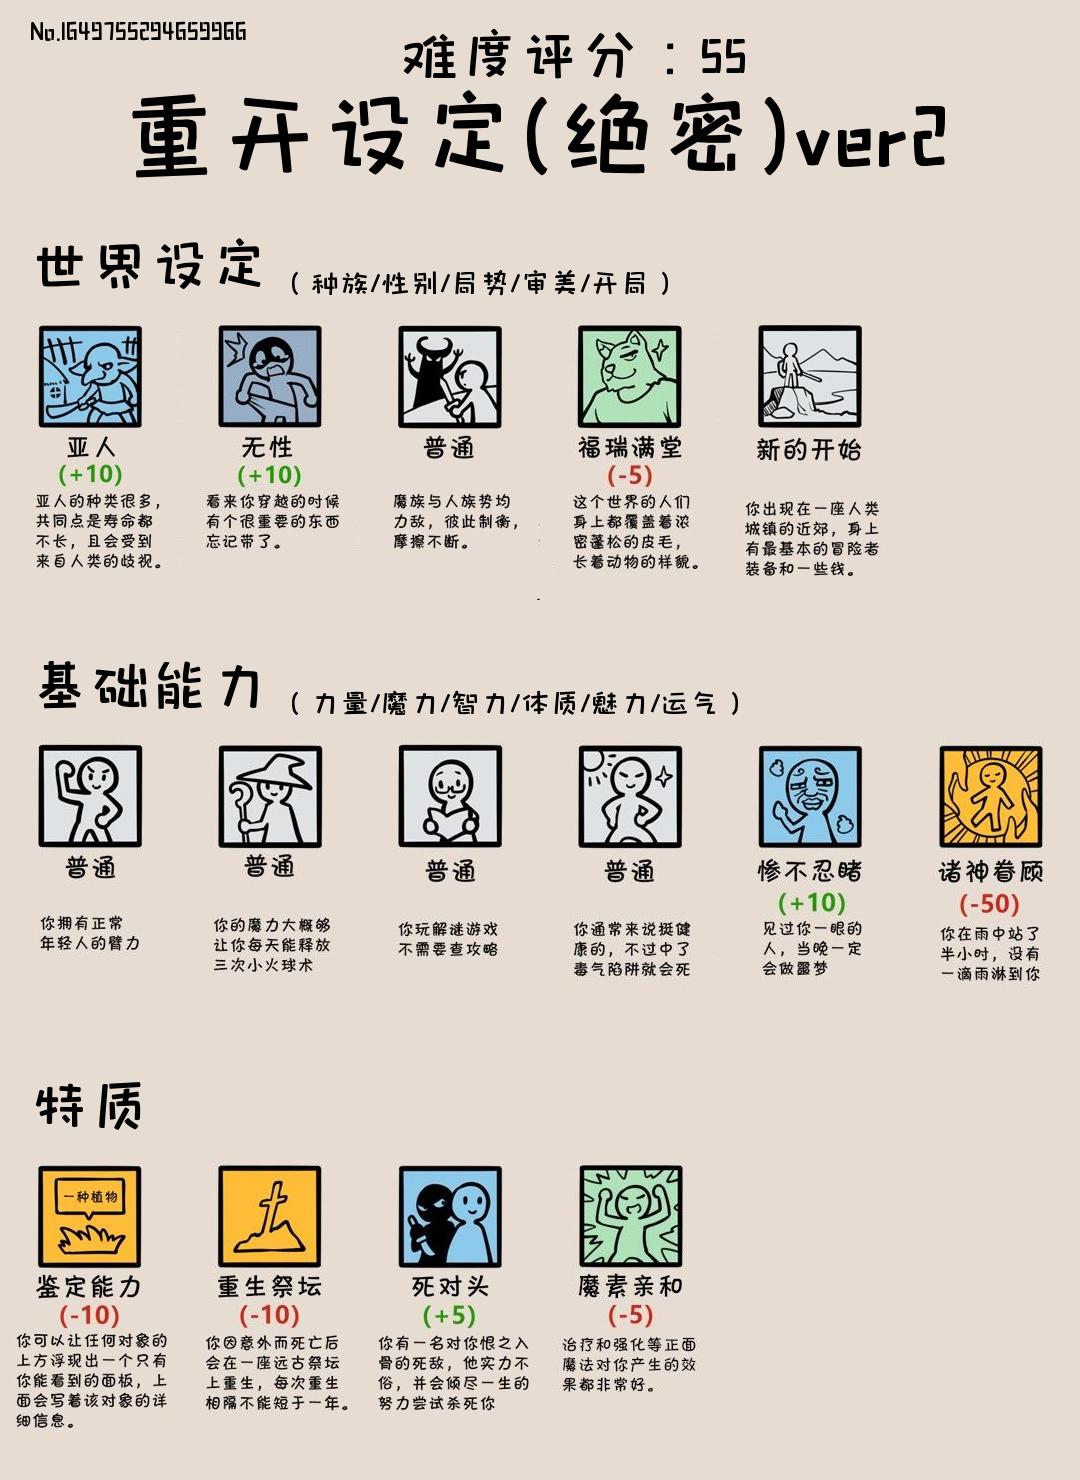 No.1649755294659966
难度评分：55
重开设定(绝密)ver2
世界设定（种族/性别/局势/审美/开局）
亚人
(+10)
亚人的种类很多，
共同点是寿命都
不长，且会受到
来自人类的歧视。
无性
(+10)
看来你穿越的时候
有个很重要的东西
忘记带了。
普通
魔族与人族势均
力敌，彼此制衡，
摩擦不断。
福瑞满堂
(-5)
这个世界的人们
身上都覆盖着浓
密蓬松的皮毛，
长着动物的样貌。
新的开始
你出现在一座人类
城镇的近郊，身上
有最基本的冒险者
装备和一些钱。
基础能力（力量/魔力/智力/体质/魅力/运气）
普通
你拥有正常
年轻人的臂力
普通
你的魔力大概够
让你每天能释放
三次小火球术
普通
你玩解谜游戏
不需要查攻略
普通
你通常来说挺健
康的，不过中了
毒气陷阱就会死
惨不忍睹
(+10)
见过你一眼的
人，当晚一定
会做噩梦
诸神眷顾
(-50)
你在雨中站了
半小时，没有
一滴雨淋到你
特质
一种植物
鉴定能力
(-10)
你可以让任何对象的
上方浮现出一个只有
你能看到的面板，上
面会写着该对象的详
细信息。
重生祭坛
(-10)
你因意外而死亡后
会在一座远古祭坛
上重生，每次重生
相隔不能短于一年。
死对头
(+5)
你有一名对你恨之入
骨的死敌，他实力不
俗，并会倾尽一生的
努力尝试杀死你
魔素亲和
(-5)
治疗和强化等正面
魔法对你产生的效
果都非常好。